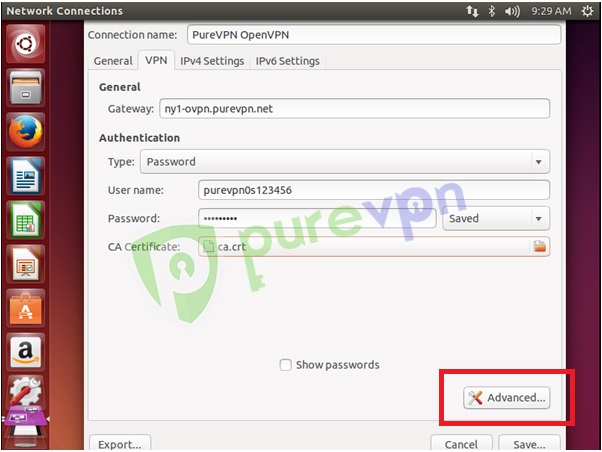 Network Connections 9:29 AM
Connection name: PureVPN OpenVPN
General VPN IPv4 Settings IPv6 Settings
General
Gateway: ny1-ovpn.purevpn.net
Authentication
Type: Password
User name: purevpn0s123456
Password: ••••••••• Saved
CA Certificate: ca.crt
purevpn
Show passwords
Advanced...
Export... Cancel Save...